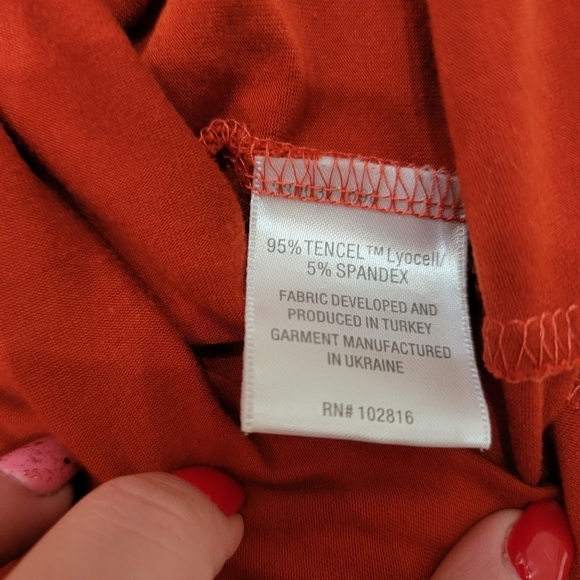 95% TENCEL™ Lyocell/
5% SPANDEX
FABRIC DEVELOPED AND
PRODUCED IN TURKEY
GARMENT MANUFACTURED
IN UKRAINE
RN# 102816